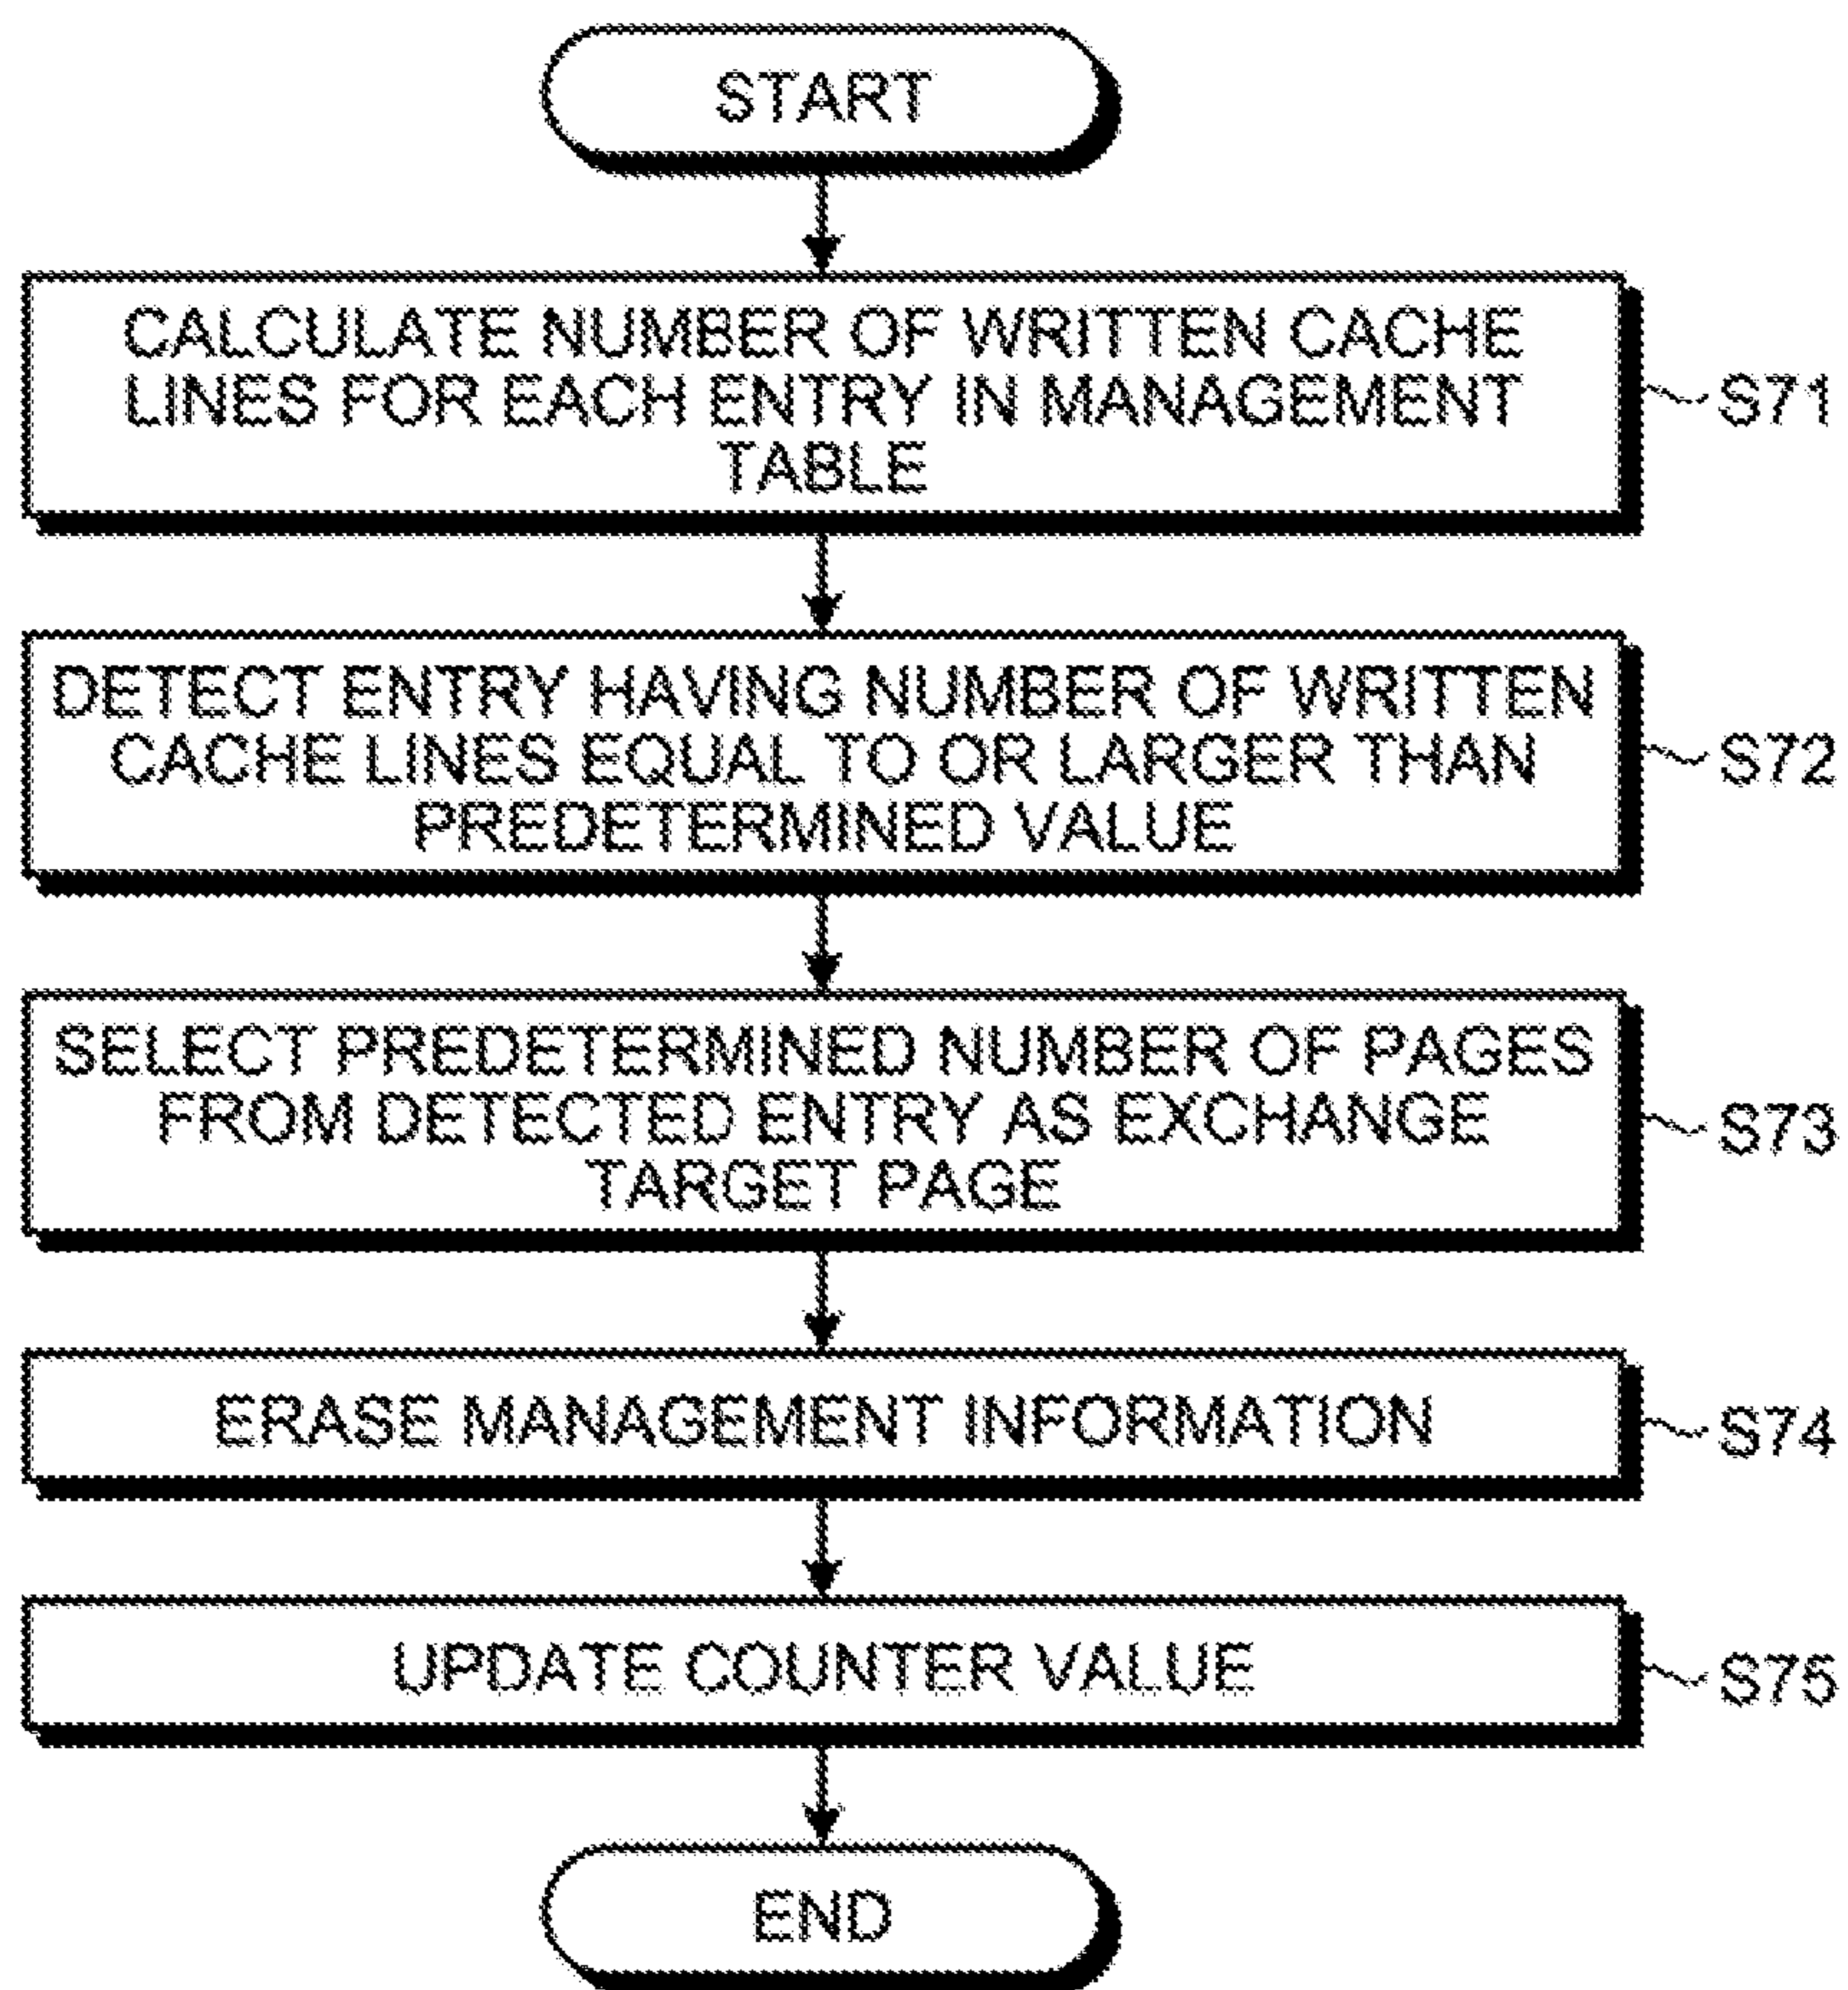 START
CALCULATE NUMBER OF WRITTEN CACHE
LINES FOR EACH ENTRY IN MANAGEMENT
TABLE
S71
DETECT ENTRY HAVING NUMBER OF WRITTEN
CACHE LINES EQUAL TO OR LARGER THAN
PREDETERMINED VALUE
S72
SELECT PREDETERMINED NUMBER OF PAGES
FROM DETECTED ENTRY AS EXCHANGE
TARGET PAGE
S73
ERASE MANAGEMENT INFORMATION
S74
UPDATE COUNTER VALUE
S75
END